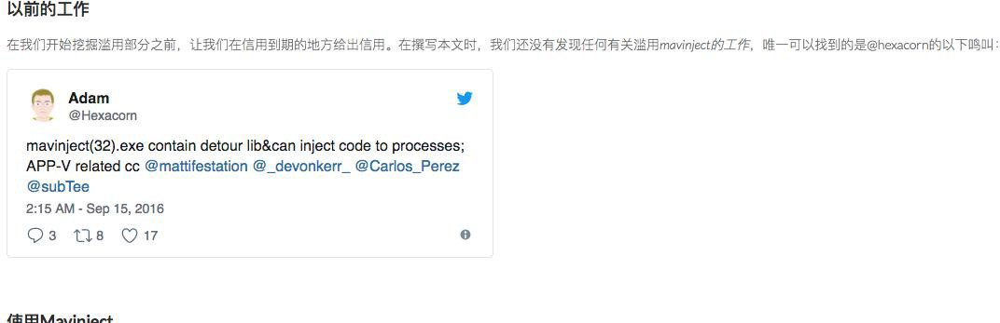 以前的工作
在我们开始挖掘滥用部分之前，让我们在信用到期的地方给出信用。在撰写本文时，我们还没有发现任何有关滥用mavinject的工作，唯一可以找到的是@hexacorn的以下鸣叫：
Adam
@Hexacorn
mavinject(32).exe contain detour lib&can inject code to processes;
APP-V related cc @mattifestation @_devonkerr_ @Carlos_Perez
@subTee
2:15 AM - Sep 15, 2016
3 8 17
使用Mavinject